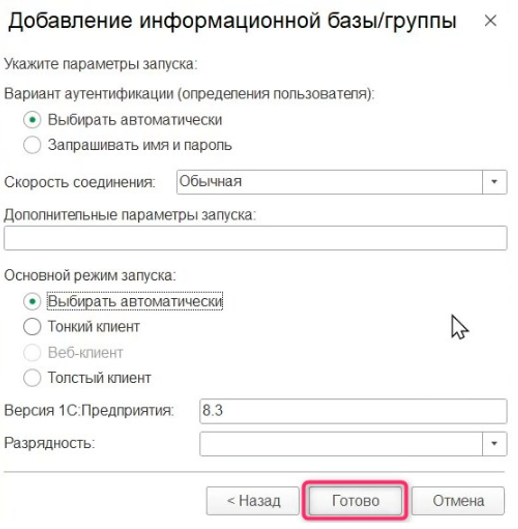 Добавление информационной базы/группы
Укажите параметры запуска:
Вариант аутентификации (определения пользователя):
Выбирать автоматически
Запрашивать имя и пароль
Скорость соединения: Обычная
Дополнительные параметры запуска:
Основной режим запуска:
Выбирать автоматически
Тонкий клиент
Веб-клиент
Толстый клиент
Версия 1С:Предприятия: 8.3
Разрядность:
< Назад Готово Отмена